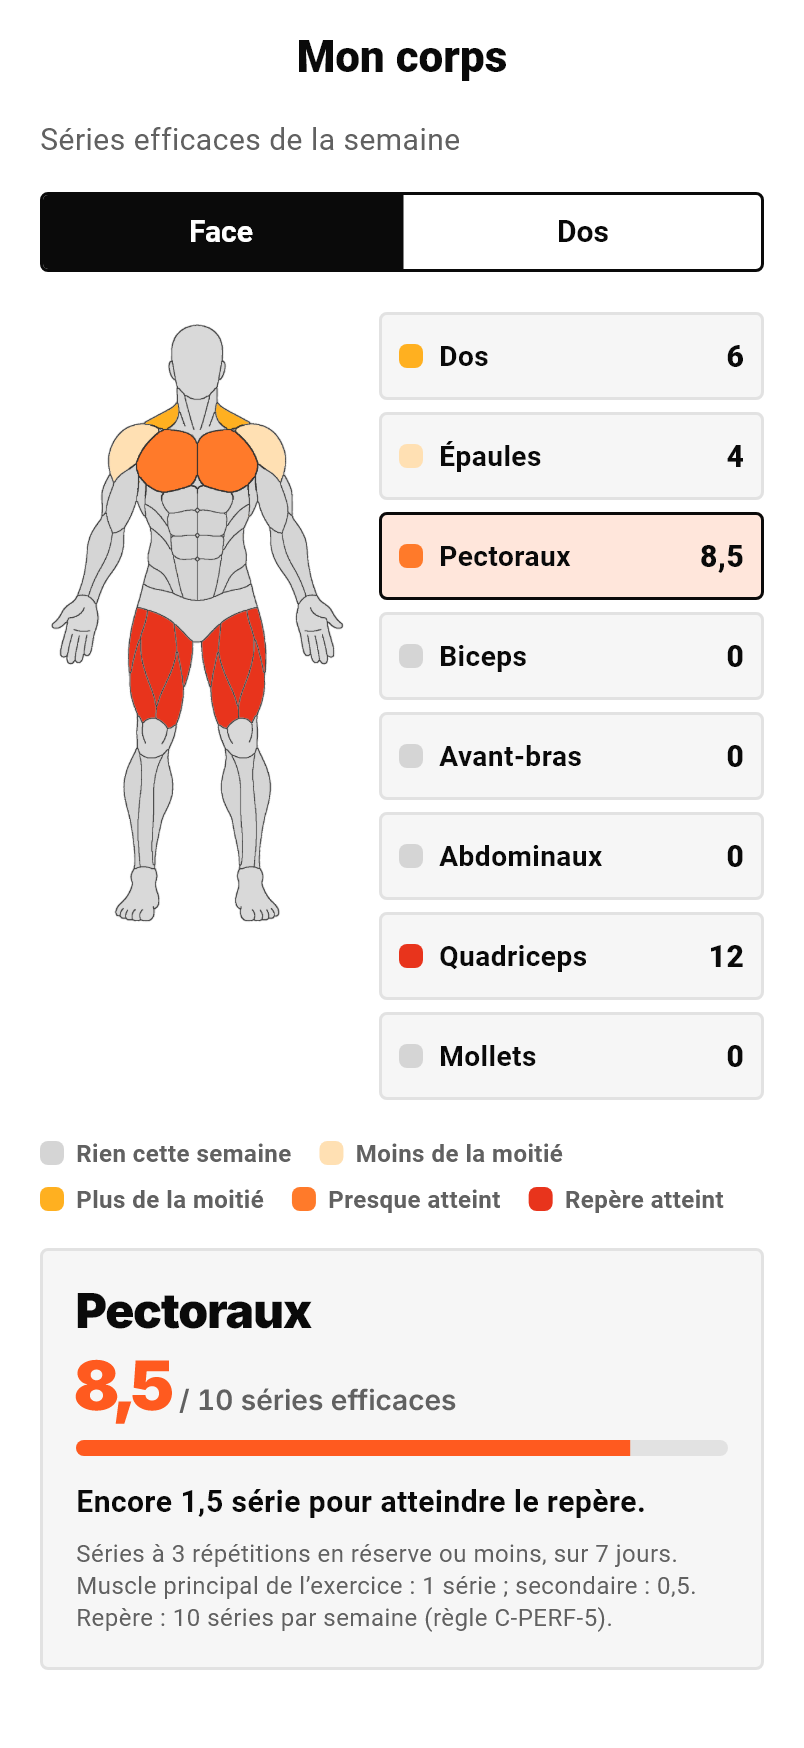 Mon corps
Séries efficaces de la semaine
Face
Dos
Dos 6
Épaules 4
Pectoraux 8,5
Biceps 0
Avant-bras 0
Abdominaux 0
Quadriceps 12
Mollets 0
Rien cette semaine Moins de la moitié
Plus de la moitié Presque atteint Repère atteint
Pectoraux
8,5 / 10 séries efficaces
Encore 1,5 série pour atteindre le repère.
Séries à 3 répétitions en réserve ou moins, sur 7 jours.
Muscle principal de l’exercice : 1 série ; secondaire : 0,5.
Repère : 10 séries par semaine (règle C-PERF-5).